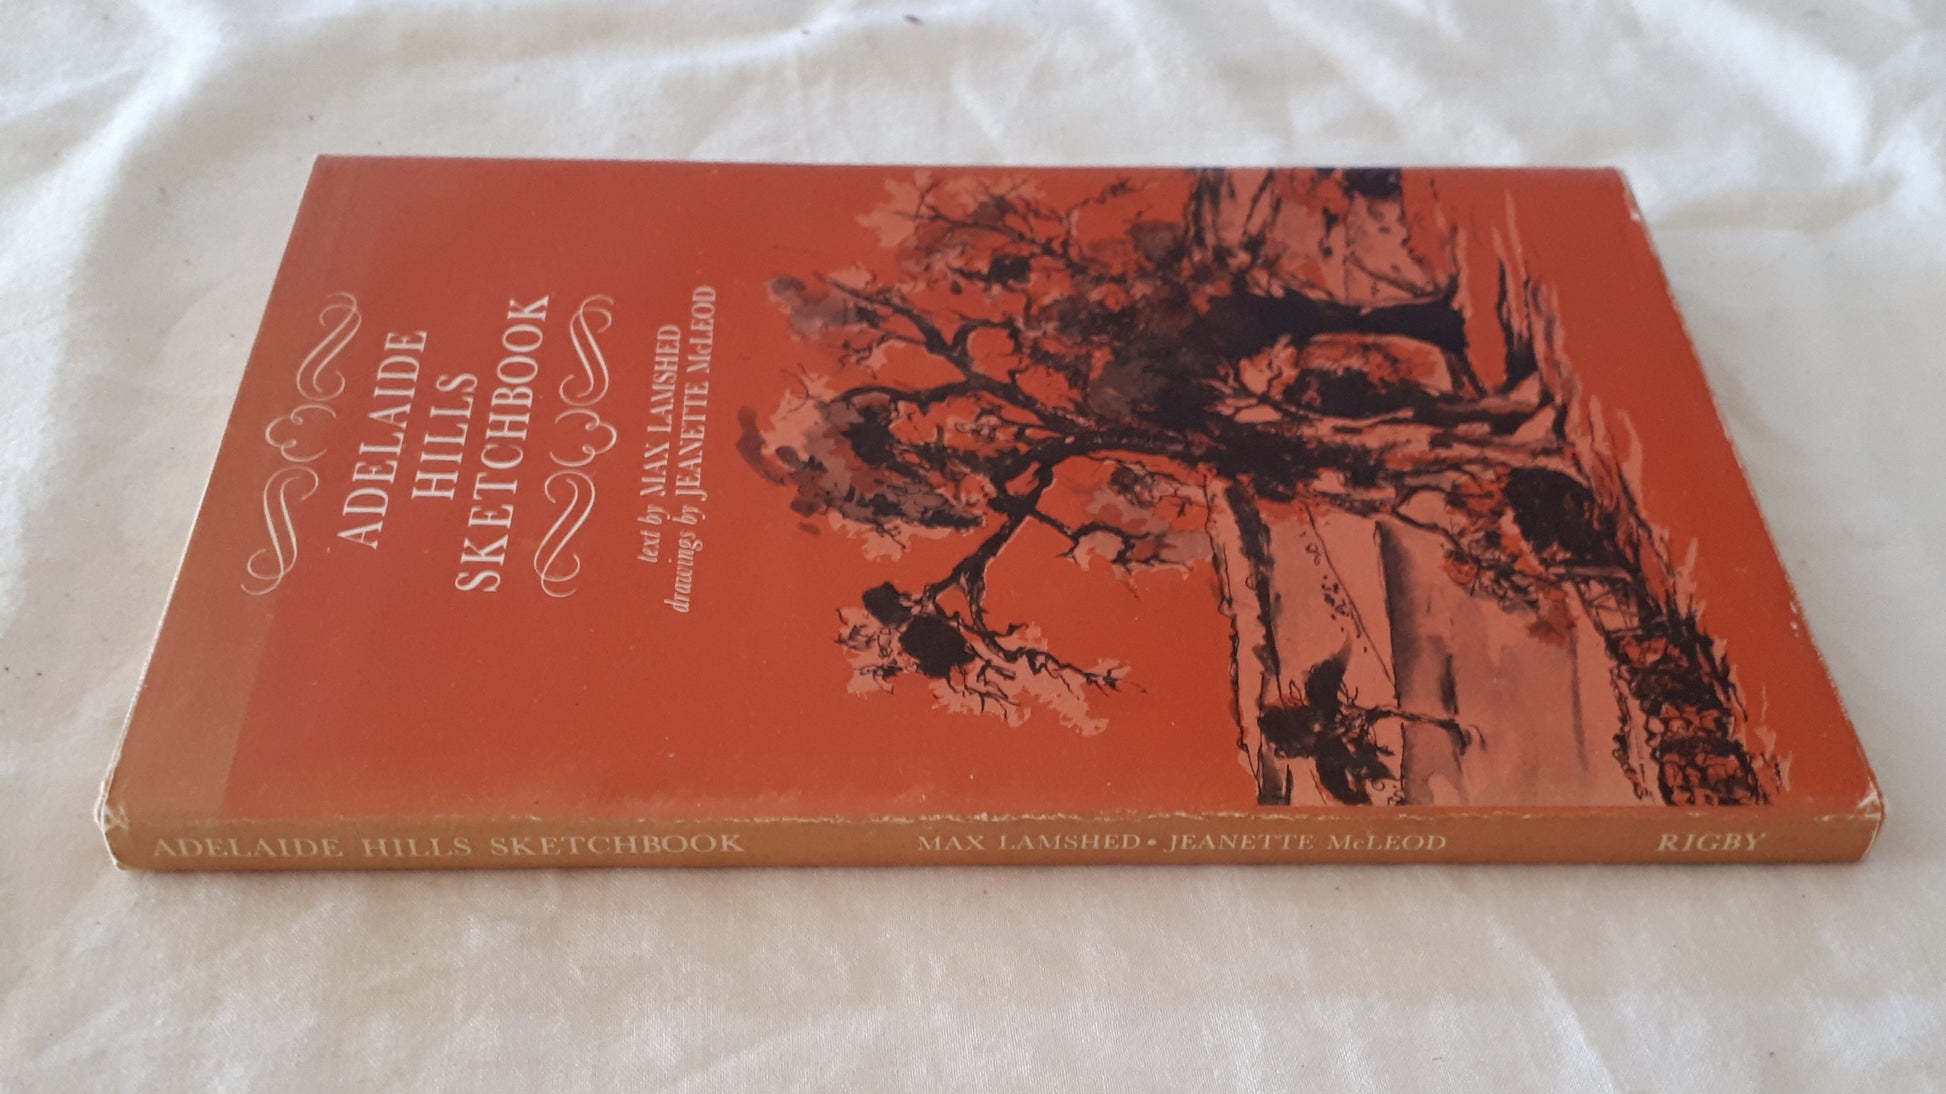 ADELAIDE
HILLS
SKETCHBOOK
text by MAX LAMSHED
drawings by JEANETTE McLEOD
ADELAIDE HILLS SKETCHBOOK MAX LAMSHED • JEANETTE McLEOD RIGBY